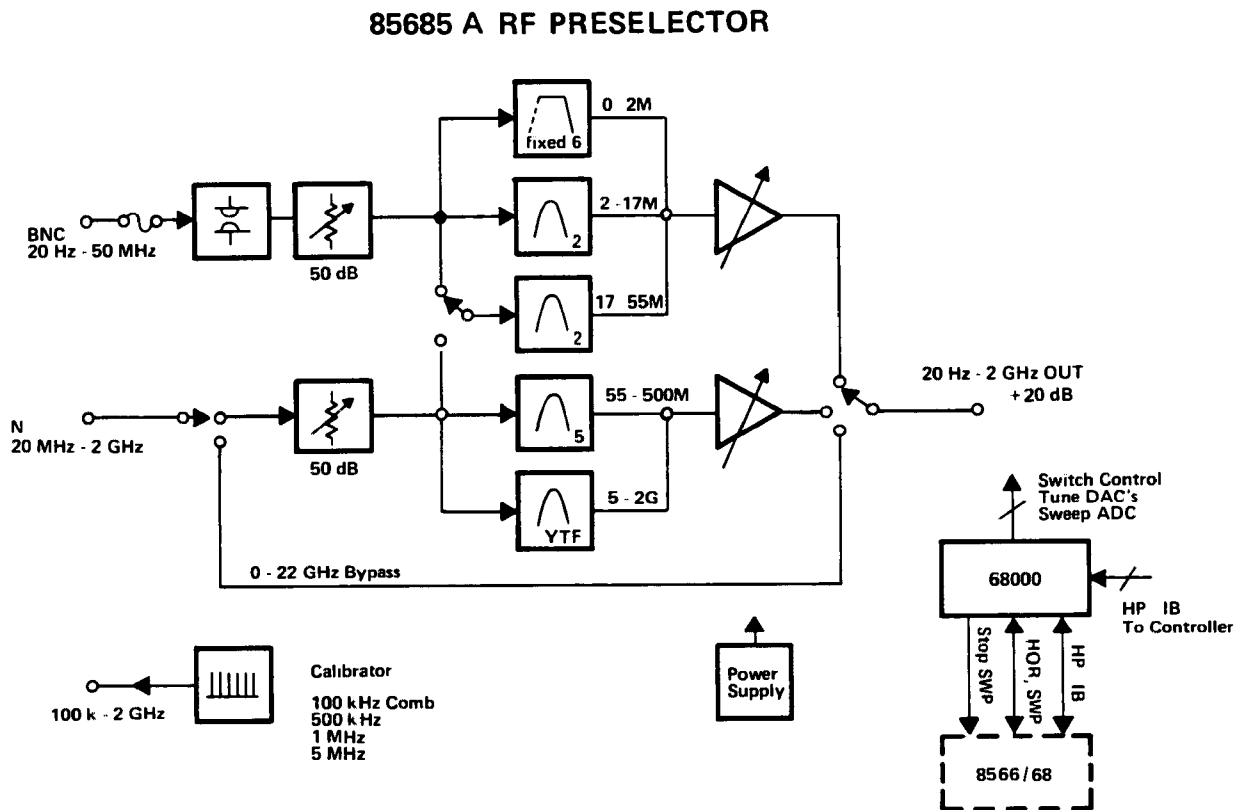 85685 A RF PRESELECTOR
0 2M
fixed 6
2 - 17M
2
BNC
20 Hz - 50 MHz
50 dB
17 55M
2
20 Hz - 2 GHz OUT
+20 dB
55 - 500M
5
N
20 MHz - 2 GHz
50 dB
5 - 2G
YTF
Switch Control
Tune DAC's
Sweep ADC
0 - 22 GHz Bypass
68000
HP IB
To Controller
Stop SWP
HOR, SWP
HP IB
Calibrator
100 kHz Comb
500 kHz
1 MHz
5 MHz
100 k - 2 GHz
Power
Supply
8566/68